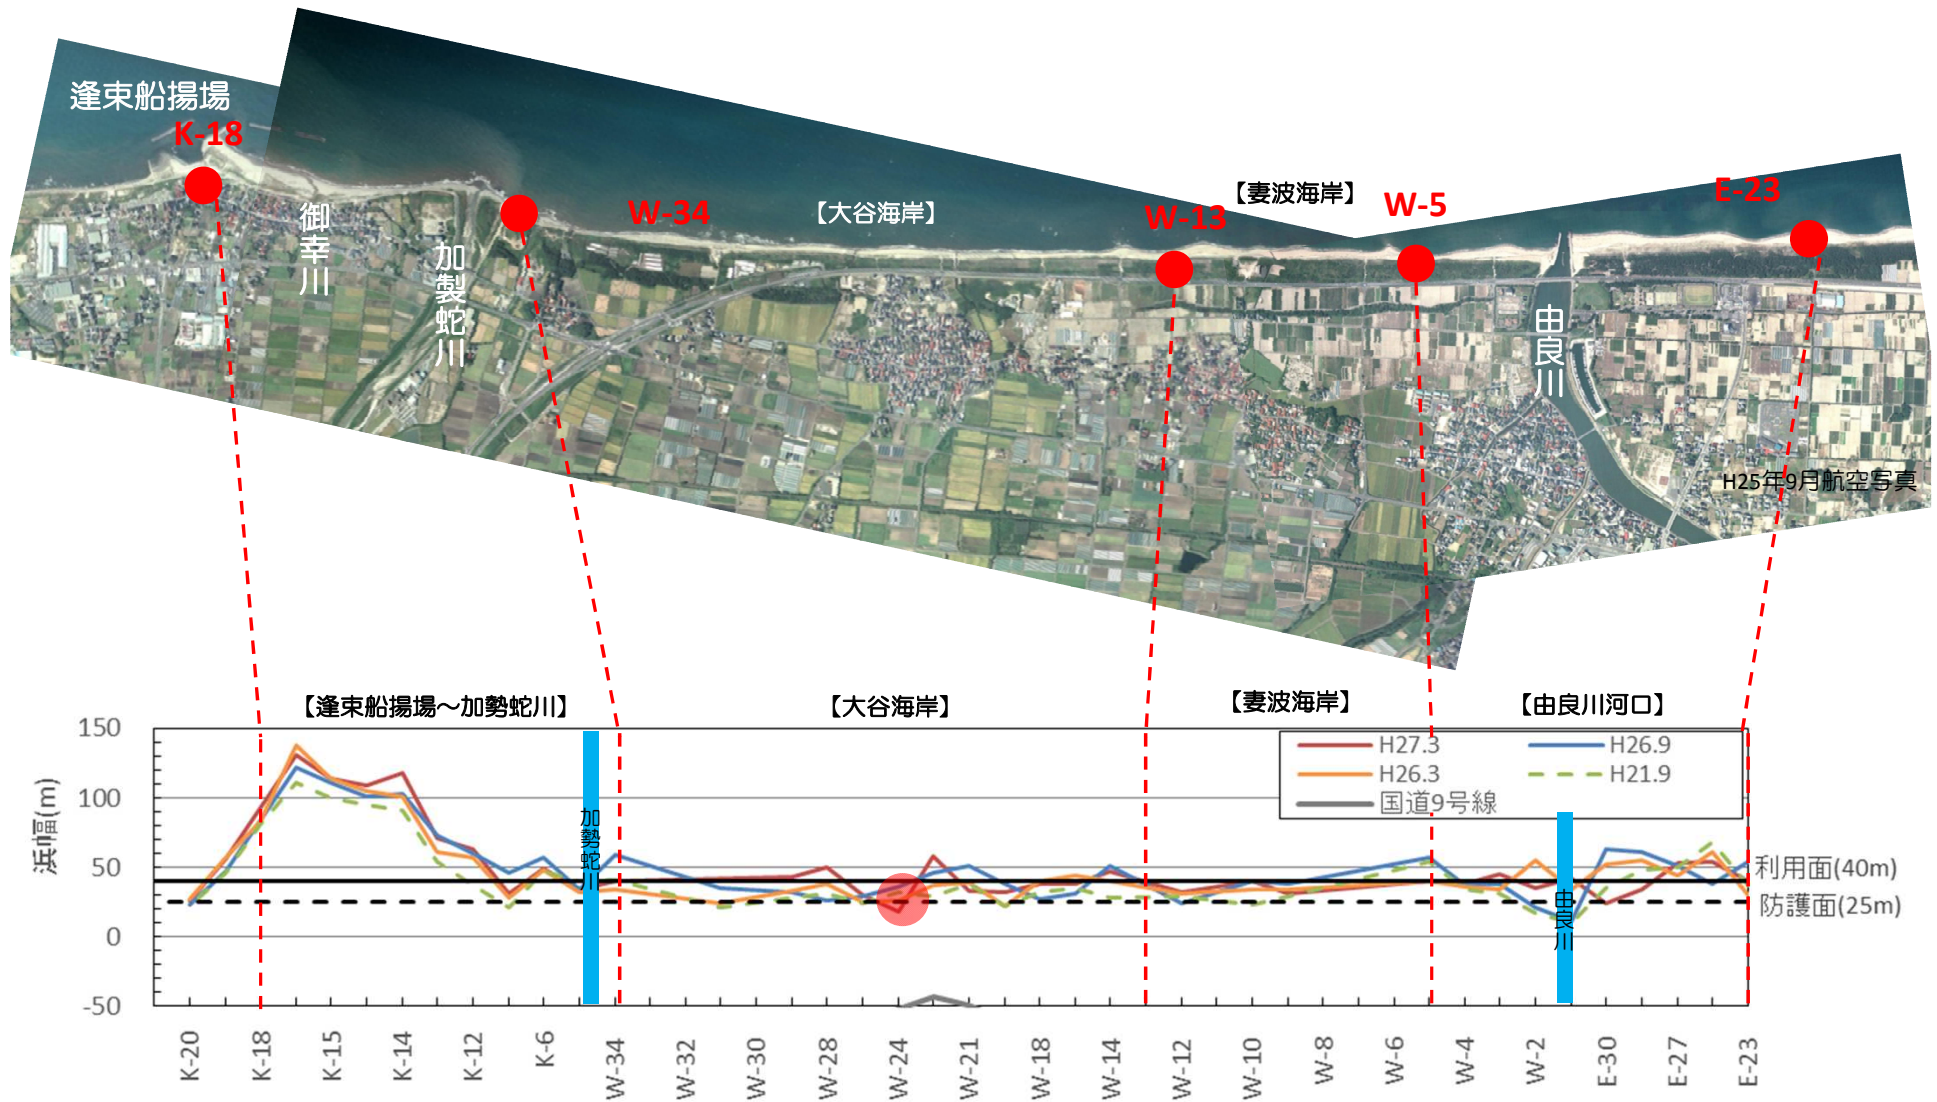 逢束船揚場
K-18
御幸川
加製蛇川
W-34
【大谷海岸】
W-13
【妻波海岸】
W-5
E-23
由良川
H25年9月航空写真
【逢束船揚場～加勢蛇川】
【大谷海岸】
【妻波海岸】
【由良川河口】
浜幅(m)
150
100
50
0
-50
H27.3
H26.9
H26.3
H21.9
国道9号線
加勢蛇川
由良川
利用面(40m)
防護面(25m)
K-20
K-18
K-15
K-14
K-12
K-6
W-34
W-32
W-30
W-28
W-24
W-21
W-18
W-14
W-12
W-10
W-8
W-6
W-4
W-2
E-30
E-27
E-23